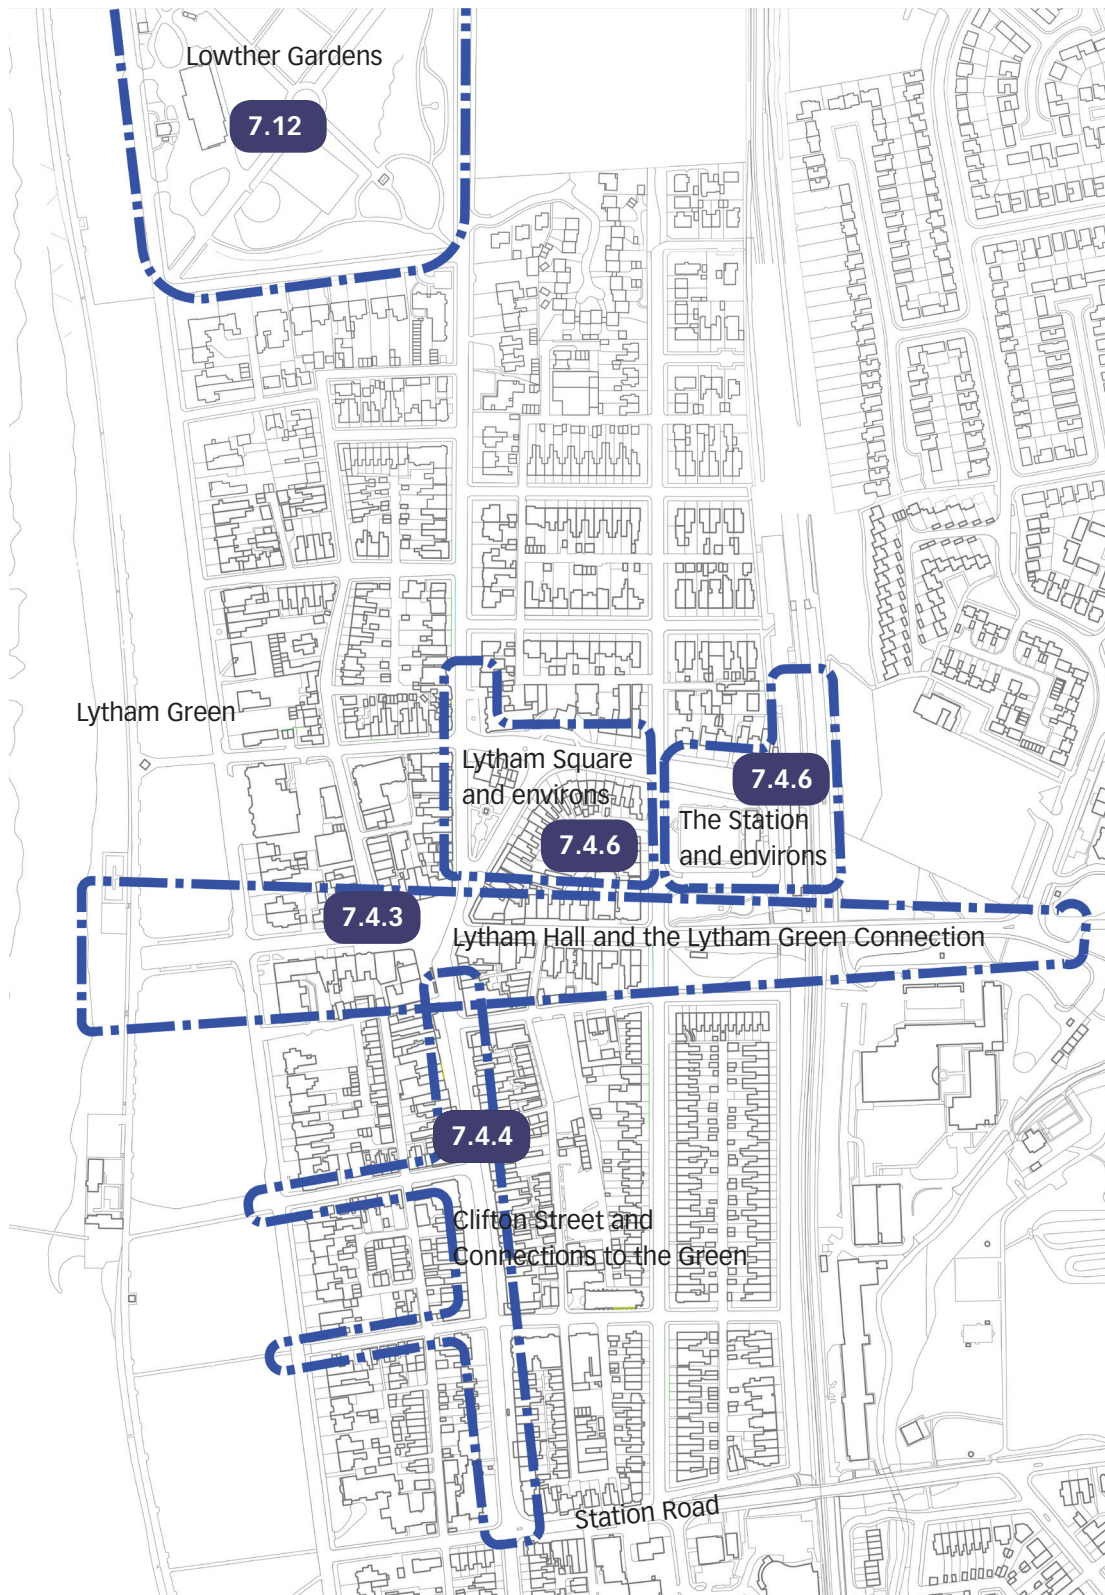 Lowther Gardens
7.12
Lytham Green
Lytham Square
and environs
7.4.6
7.4.6
The Station
and environs
7.4.3
Lytham Hall and the Lytham Green Connection
7.4.4
Clifton Street and
Connections to the Green
Station Road